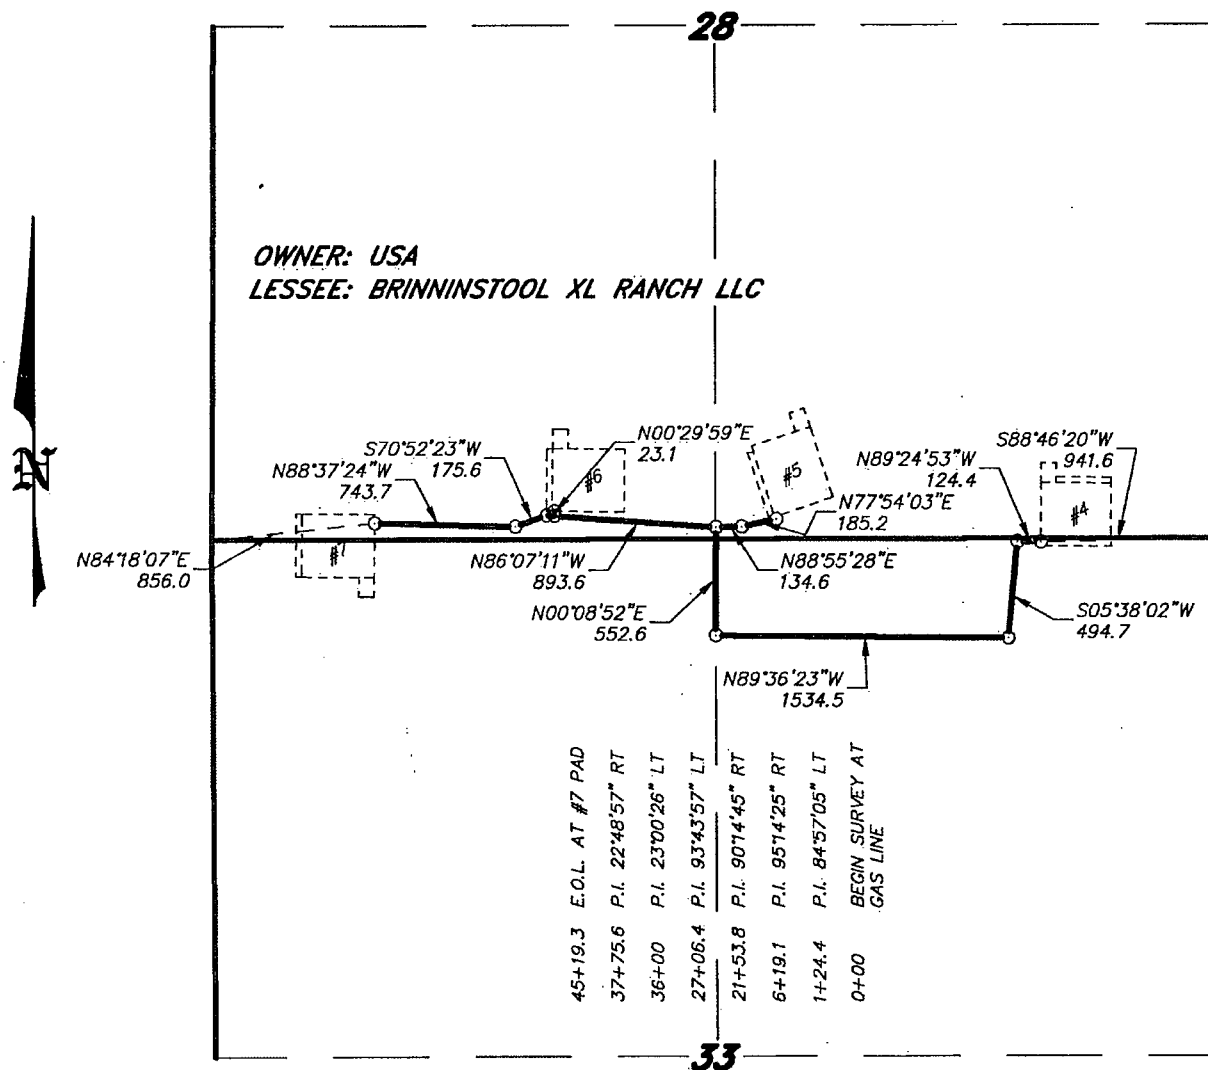 28
OWNER: USA
LESSEE: BRINNINSTOOL XL RANCH LLC
N
N00°29'59"E
23.1
S70°52'23"W
175.6
N88°37'24"W
743.7
#6
#5
S88°46'20"W
941.6
N89°24'53"W
124.4
#4
N77°54'03"E
185.2
#7
N84°18'07"E
856.0
N86°07'11"W
893.6
N88°55'28"E
134.6
N00°08'52"E
552.6
S05°38'02"W
494.7
N89°36'23"W
1534.5
45+19.3 E.O.L. AT #7 PAD
37+75.6 P.I. 22°48'57" RT
36+00 P.I. 23°00'26" LT
27+06.4 P.I. 93°43'57" LT
21+53.8 P.I. 90°14'45" RT
6+19.1 P.I. 95°14'25" RT
1+24.4 P.I. 84°57'05" LT
0+00 BEGIN SURVEY AT
GAS LINE
33